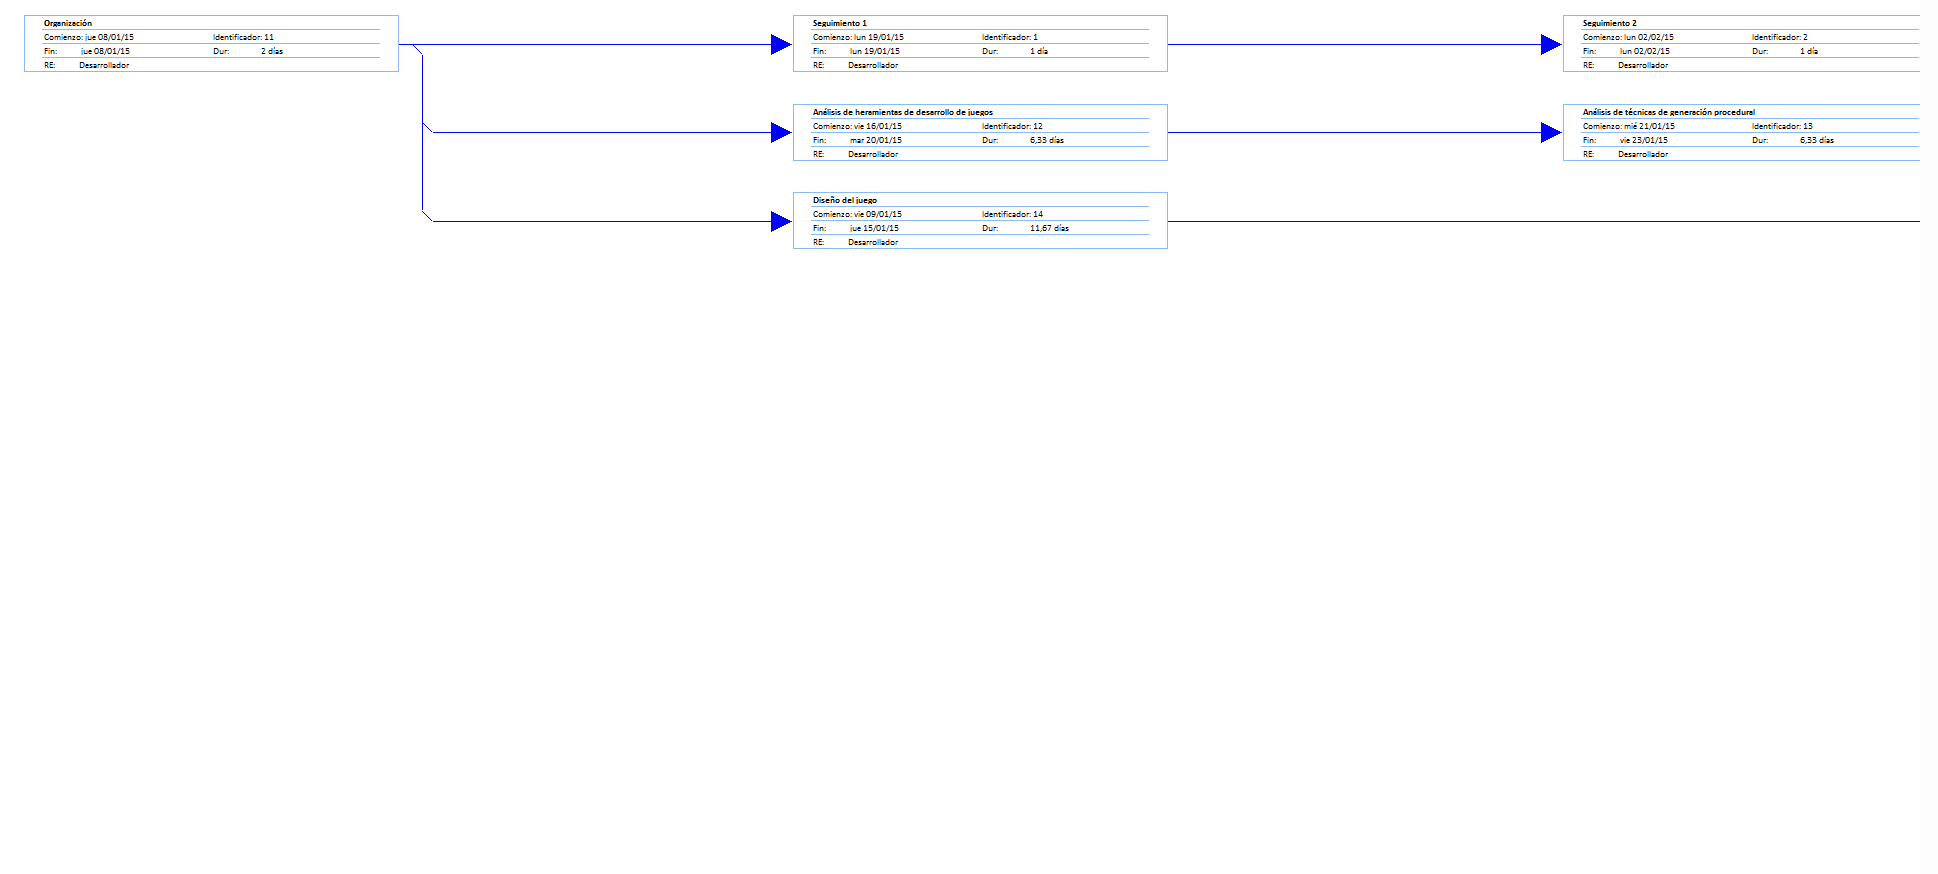 Organización
Comienzo: jue 08/01/15 Identificador: 11
Fin: jue 08/01/15 Dur: 2 días
RE: Desarrollador
Seguimiento 1
Comienzo: lun 19/01/15 Identificador: 1
Fin: lun 19/01/15 Dur: 1 día
RE: Desarrollador
Seguimiento 2
Comienzo: lun 02/02/15 Identificador: 2
Fin: lun 02/02/15 Dur: 1 día
RE: Desarrollador
Análisis de heramientas de desarrollo de juegos
Comienzo: vie 16/01/15 Identificador: 12
Fin: mar 20/01/15 Dur: 6,33 días
RE: Desarrollador
Análisis de técnicas de generación procedural
Comienzo: mié 21/01/15 Identificador: 13
Fin: vie 23/01/15 Dur: 6,33 días
RE: Desarrollador
Diseño del juego
Comienzo: vie 09/01/15 Identificador: 14
Fin: jue 15/01/15 Dur: 11,67 días
RE: Desarrollador